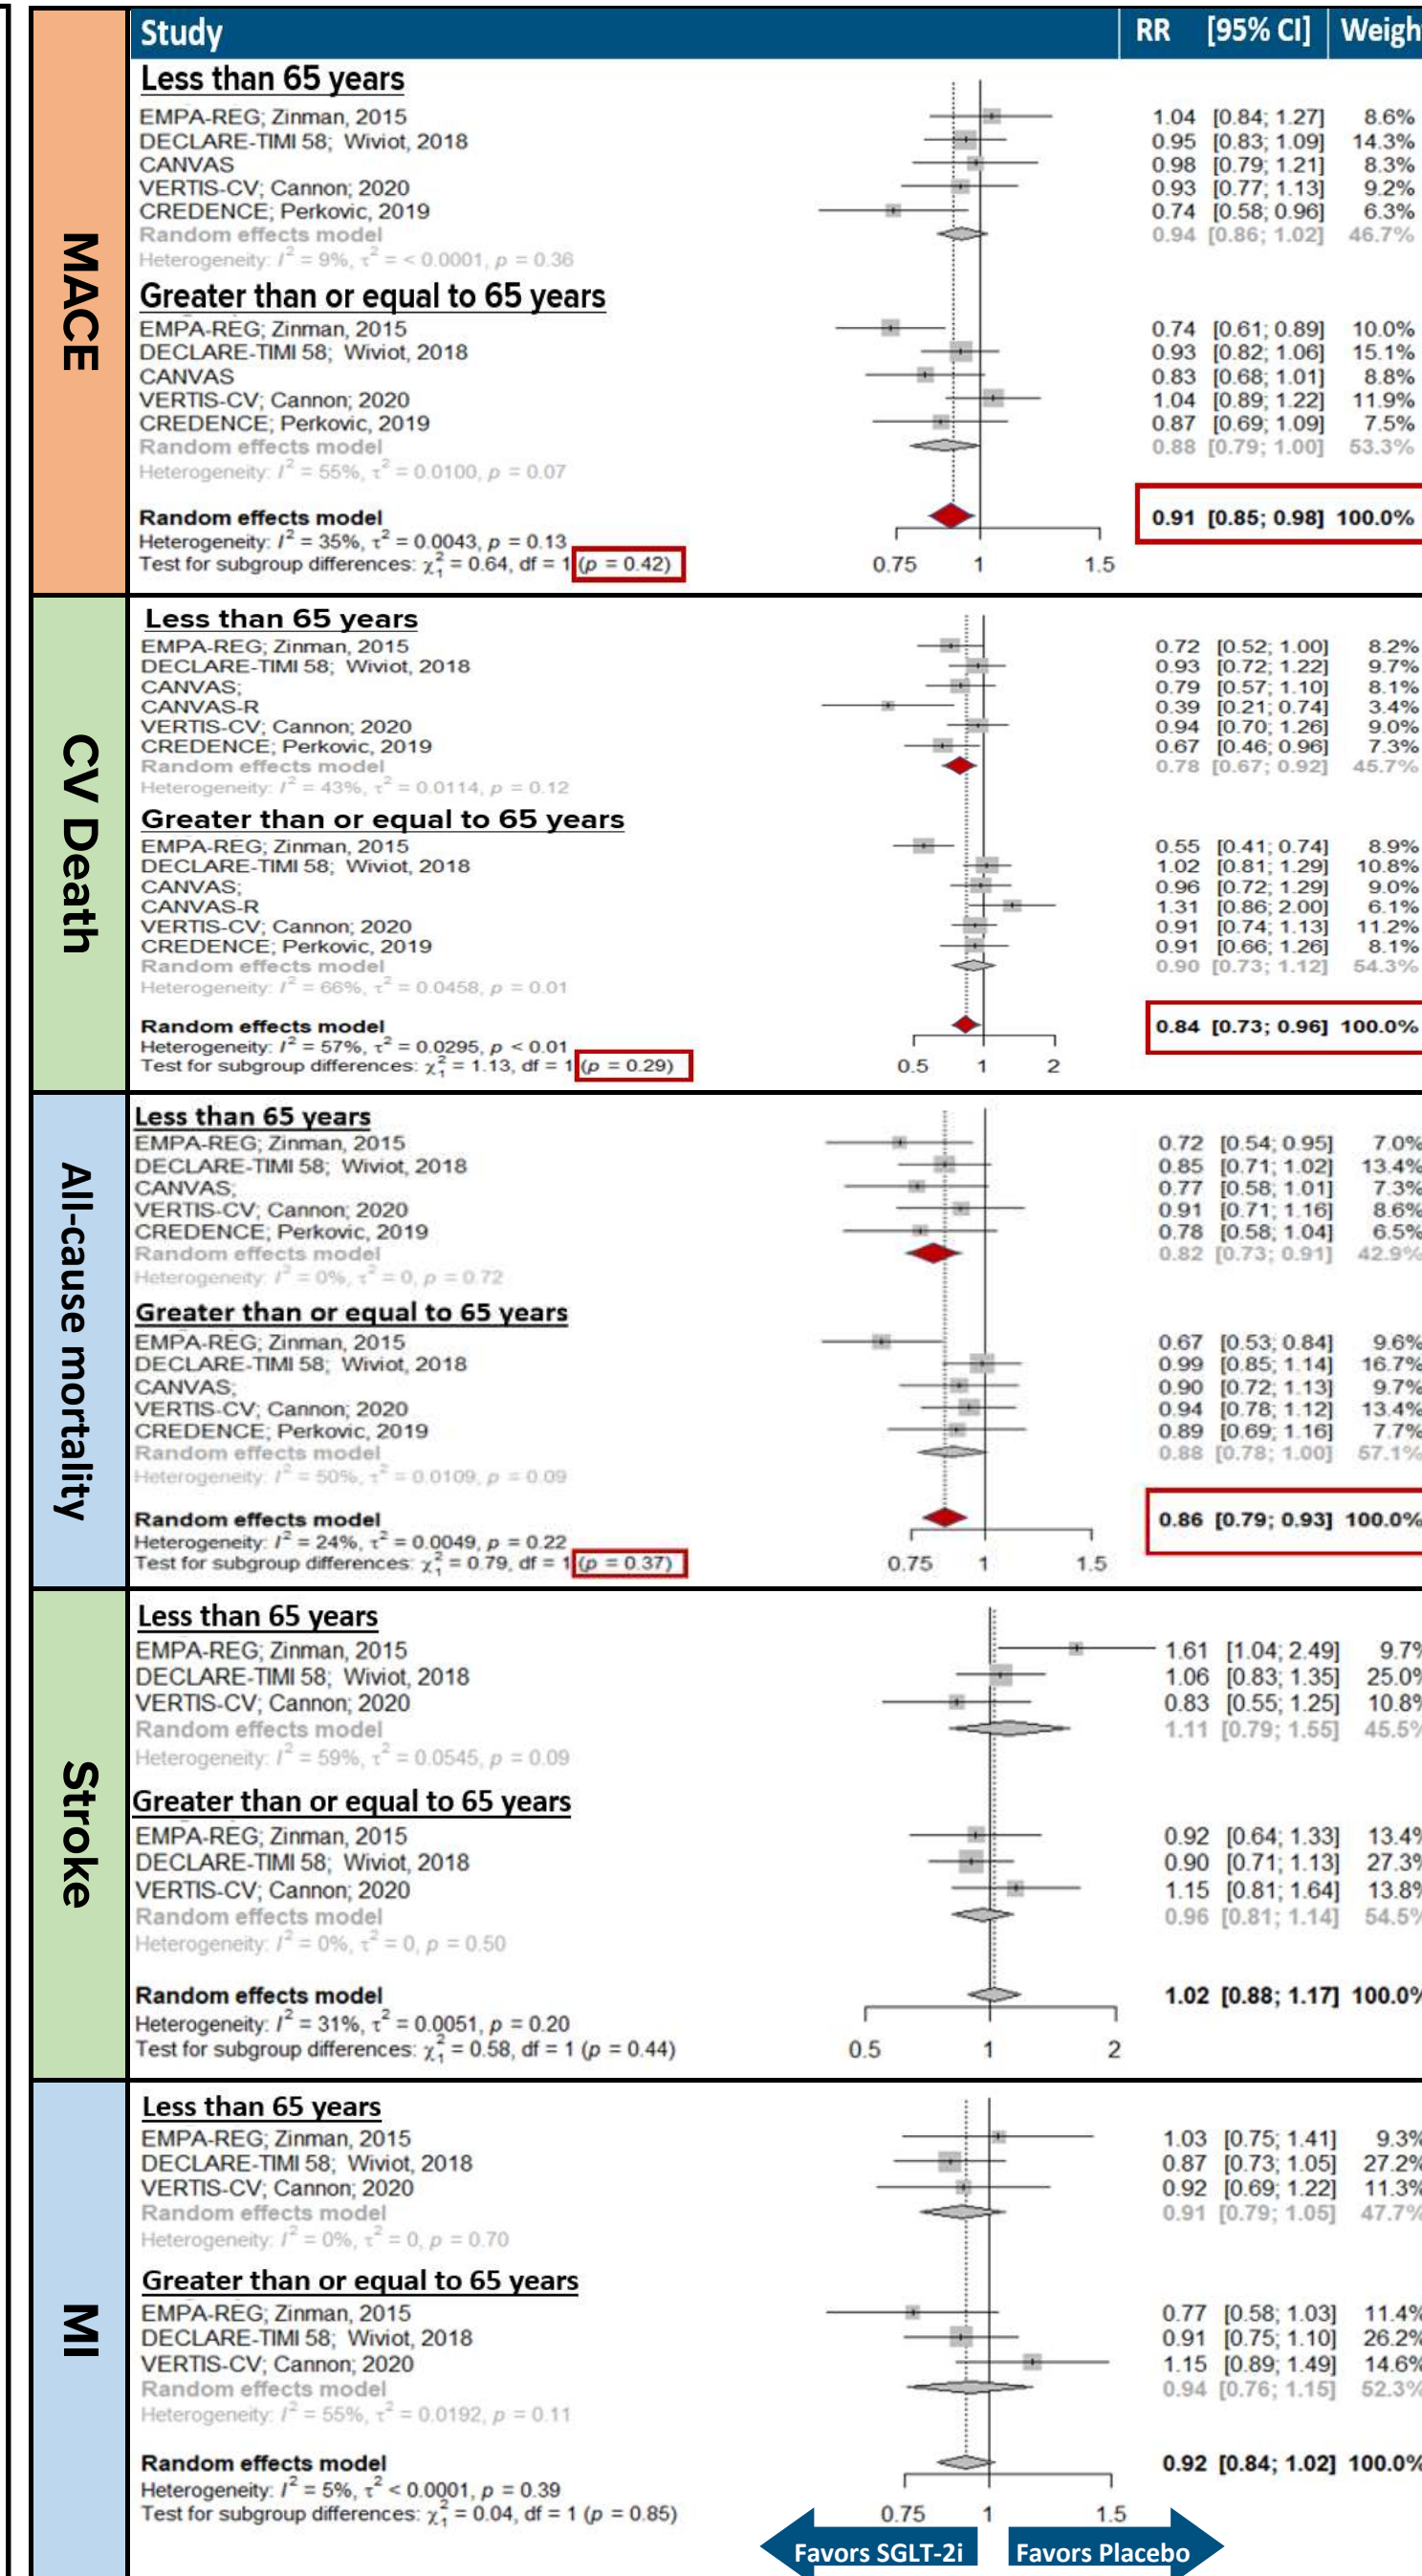 Study RR [95% CI] Weigh
MACE
Less than 65 years
EMPA-REG; Zinman, 2015 1.04 [0.84; 1.27] 8.6%
DECLARE-TIMI 58; Wiviot, 2018 0.95 [0.83; 1.09] 14.3%
CANVAS 0.98 [0.79; 1.21] 8.3%
VERTIS-CV; Cannon; 2020 0.93 [0.77; 1.13] 9.2%
CREDENCE; Perkovic, 2019 0.74 [0.58; 0.96] 6.3%
Random effects model 0.94 [0.86; 1.02] 46.7%
Heterogeneity: I² = 9%, τ² = < 0.0001, p = 0.36
Greater than or equal to 65 years
EMPA-REG; Zinman, 2015 0.74 [0.61; 0.89] 10.0%
DECLARE-TIMI 58; Wiviot, 2018 0.93 [0.82; 1.06] 15.1%
CANVAS 0.83 [0.68; 1.01] 8.8%
VERTIS-CV; Cannon; 2020 1.04 [0.89; 1.22] 11.9%
CREDENCE; Perkovic, 2019 0.87 [0.69; 1.09] 7.5%
Random effects model 0.88 [0.79; 1.00] 53.3%
Heterogeneity: I² = 55%, τ² = 0.0100, p = 0.07
Random effects model 0.91 [0.85; 0.98] 100.0%
Heterogeneity: I² = 35%, τ² = 0.0043, p = 0.13
Test for subgroup differences: χ²₁ = 0.64, df = 1 (p = 0.42) 0.75 1 1.5
CV Death
Less than 65 years
EMPA-REG; Zinman, 2015 0.72 [0.52; 1.00] 8.2%
DECLARE-TIMI 58; Wiviot, 2018 0.93 [0.72; 1.22] 9.7%
CANVAS; 0.79 [0.57; 1.10] 8.1%
CANVAS-R 0.39 [0.21; 0.74] 3.4%
VERTIS-CV; Cannon; 2020 0.94 [0.70; 1.26] 9.0%
CREDENCE; Perkovic, 2019 0.67 [0.46; 0.96] 7.3%
Random effects model 0.78 [0.67; 0.92] 45.7%
Heterogeneity: I² = 43%, τ² = 0.0114, p = 0.12
Greater than or equal to 65 years
EMPA-REG; Zinman, 2015 0.55 [0.41; 0.74] 8.9%
DECLARE-TIMI 58; Wiviot, 2018 1.02 [0.81; 1.29] 10.8%
CANVAS; 0.96 [0.72; 1.29] 9.0%
CANVAS-R 1.31 [0.86; 2.00] 6.1%
VERTIS-CV; Cannon; 2020 0.91 [0.74; 1.13] 11.2%
CREDENCE; Perkovic, 2019 0.91 [0.66; 1.26] 8.1%
Random effects model 0.90 [0.73; 1.12] 54.3%
Heterogeneity: I² = 66%, τ² = 0.0458, p = 0.01
Random effects model 0.84 [0.73; 0.96] 100.0%
Heterogeneity: I² = 57%, τ² = 0.0295, p < 0.01
Test for subgroup differences: χ²₁ = 1.13, df = 1 (p = 0.29) 0.5 1 2
All-cause mortality
Less than 65 years
EMPA-REG; Zinman, 2015 0.72 [0.54; 0.95] 7.0%
DECLARE-TIMI 58; Wiviot, 2018 0.85 [0.71; 1.02] 13.4%
CANVAS; 0.77 [0.58; 1.01] 7.3%
VERTIS-CV; Cannon; 2020 0.91 [0.71; 1.16] 8.6%
CREDENCE; Perkovic, 2019 0.78 [0.58; 1.04] 6.5%
Random effects model 0.82 [0.73; 0.91] 42.9%
Heterogeneity: I² = 0%, τ² = 0, p = 0.72
Greater than or equal to 65 years
EMPA-REG; Zinman, 2015 0.67 [0.53; 0.84] 9.6%
DECLARE-TIMI 58; Wiviot, 2018 0.99 [0.85; 1.14] 16.7%
CANVAS; 0.90 [0.72; 1.13] 9.7%
VERTIS-CV; Cannon; 2020 0.94 [0.78; 1.12] 13.4%
CREDENCE; Perkovic, 2019 0.89 [0.69; 1.16] 7.7%
Random effects model 0.88 [0.78; 1.00] 57.1%
Heterogeneity: I² = 50%, τ² = 0.0109, p = 0.09
Random effects model 0.86 [0.79; 0.93] 100.0%
Heterogeneity: I² = 24%, τ² = 0.0049, p = 0.22
Test for subgroup differences: χ²₁ = 0.79, df = 1 (p = 0.37) 0.75 1 1.5
Stroke
Less than 65 years
EMPA-REG; Zinman, 2015 1.61 [1.04; 2.49] 9.7%
DECLARE-TIMI 58; Wiviot, 2018 1.06 [0.83; 1.35] 25.0%
VERTIS-CV; Cannon; 2020 0.83 [0.55; 1.25] 10.8%
Random effects model 1.11 [0.79; 1.55] 45.5%
Heterogeneity: I² = 59%, τ² = 0.0545, p = 0.09
Greater than or equal to 65 years
EMPA-REG; Zinman, 2015 0.92 [0.64; 1.33] 13.4%
DECLARE-TIMI 58; Wiviot, 2018 0.90 [0.71; 1.13] 27.3%
VERTIS-CV; Cannon; 2020 1.15 [0.81; 1.64] 13.8%
Random effects model 0.96 [0.81; 1.14] 54.5%
Heterogeneity: I² = 0%, τ² = 0, p = 0.50
Random effects model 1.02 [0.88; 1.17] 100.0%
Heterogeneity: I² = 31%, τ² = 0.0051, p = 0.20
Test for subgroup differences: χ²₁ = 0.58, df = 1 (p = 0.44) 0.5 1 2
MI
Less than 65 years
EMPA-REG; Zinman, 2015 1.03 [0.75; 1.41] 9.3%
DECLARE-TIMI 58; Wiviot, 2018 0.87 [0.73; 1.05] 27.2%
VERTIS-CV; Cannon; 2020 0.92 [0.69; 1.22] 11.3%
Random effects model 0.91 [0.79; 1.05] 47.7%
Heterogeneity: I² = 0%, τ² = 0, p = 0.70
Greater than or equal to 65 years
EMPA-REG; Zinman, 2015 0.77 [0.58; 1.03] 11.4%
DECLARE-TIMI 58; Wiviot, 2018 0.91 [0.75; 1.10] 26.2%
VERTIS-CV; Cannon; 2020 1.15 [0.89; 1.49] 14.6%
Random effects model 0.94 [0.76; 1.15] 52.3%
Heterogeneity: I² = 55%, τ² = 0.0192, p = 0.11
Random effects model 0.92 [0.84; 1.02] 100.0%
Heterogeneity: I² = 5%, τ² < 0.0001, p = 0.39
Test for subgroup differences: χ²₁ = 0.04, df = 1 (p = 0.85) 0.75 1 1.5
Favors SGLT-2i Favors Placebo